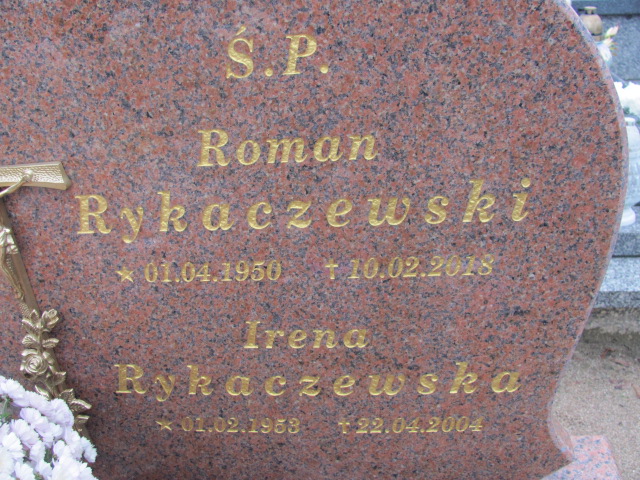 Ś.P.
Roman
Rykaczewski
★ 01.04.1950 † 10.02.2018
Irena
Rykaczewska
★ 01.02.1953 † 22.04.2004